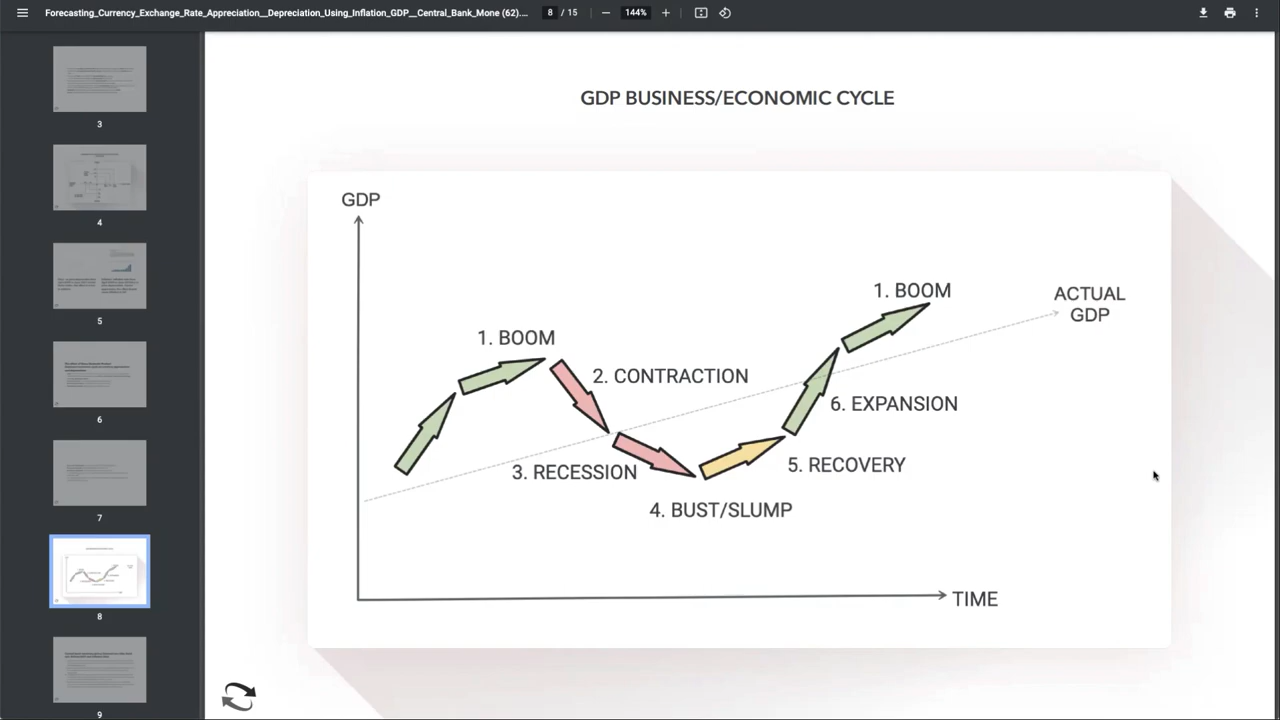 Forecasting_Currency_Exchange_Rate_Appreciation__Depreciation_Using_Inflation_GDP__Central_Bank_Mone (62)....
8 / 15
144%
3
4
5
6
7
8
9
GDP BUSINESS/ECONOMIC CYCLE
GDP
1. BOOM
ACTUAL
GDP
1. BOOM
2. CONTRACTION
6. EXPANSION
3. RECESSION
5. RECOVERY
4. BUST/SLUMP
TIME